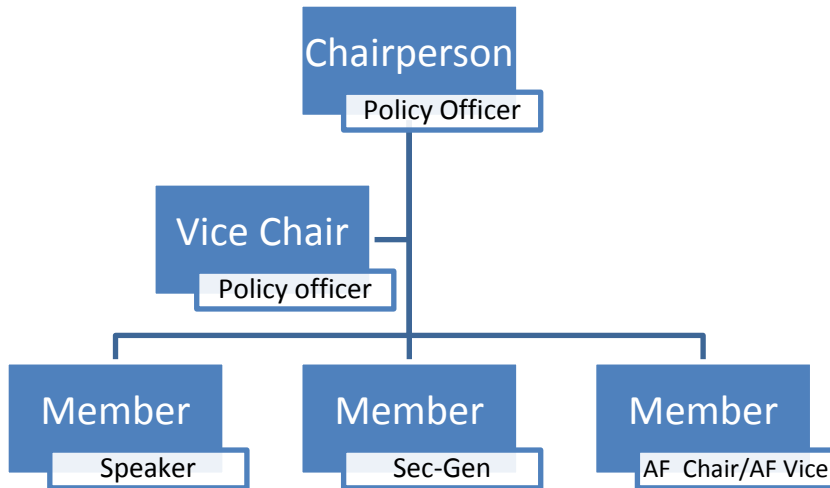 Chairperson
Policy Officer
Vice Chair
Policy officer
Member
Speaker
Member
Sec-Gen
Member
AF Chair/AF Vice